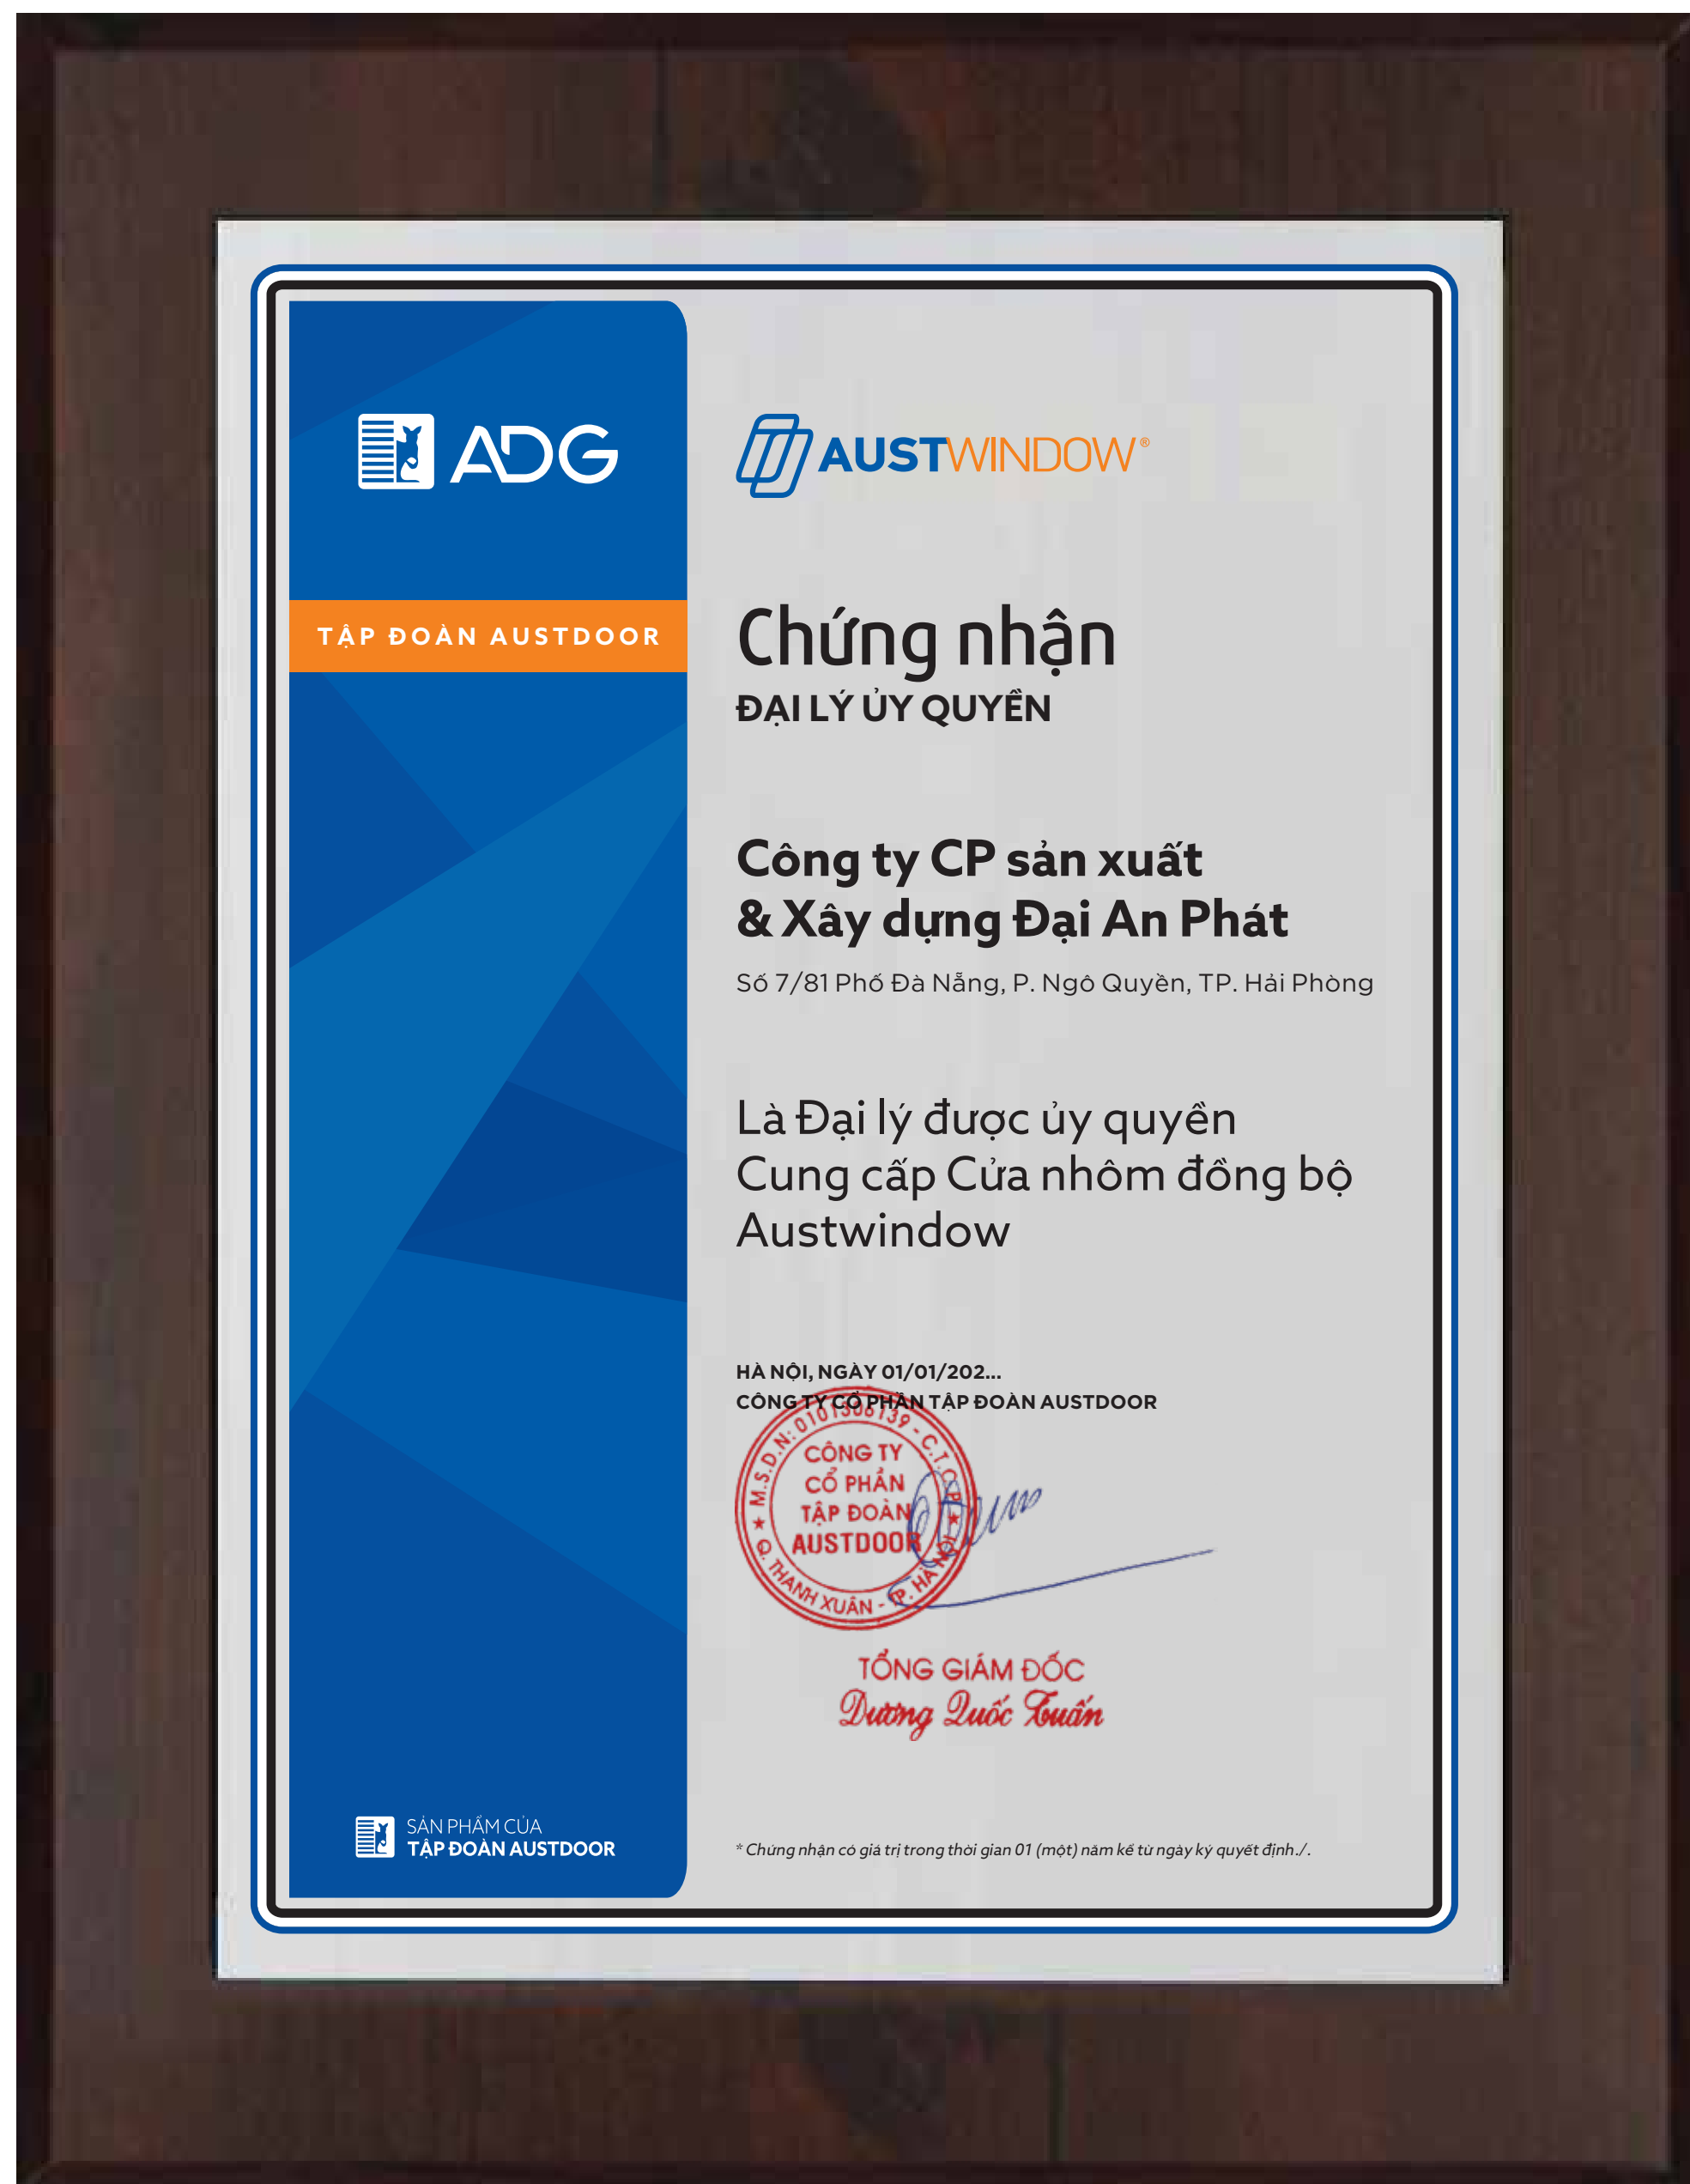 ADG
AUSTWINDOW®
TẬP ĐOÀN AUSTDOOR
Chứng nhận
ĐẠI LÝ ỦY QUYỀN
Công ty CP sản xuất
& Xây dựng Đại An Phát
Số 7/81 Phố Đà Nẵng, P. Ngô Quyền, TP. Hải Phòng
Là Đại lý được ủy quyền
Cung cấp Cửa nhôm đồng bộ
Austwindow
HÀ NỘI, NGÀY 01/01/202...
CÔNG TY CỔ PHẦN TẬP ĐOÀN AUSTDOOR
M.S.D.N: 0101306139 - C.T.C.P
CÔNG TY
CỔ PHẦN
TẬP ĐOÀN
AUSTDOOR
Q. THANH XUÂN - TP. HÀ NỘI
TỔNG GIÁM ĐỐC
Dương Quốc Tuấn
SẢN PHẨM CỦA
TẬP ĐOÀN AUSTDOOR
* Chứng nhận có giá trị trong thời gian 01 (một) năm kể từ ngày ký quyết định./.